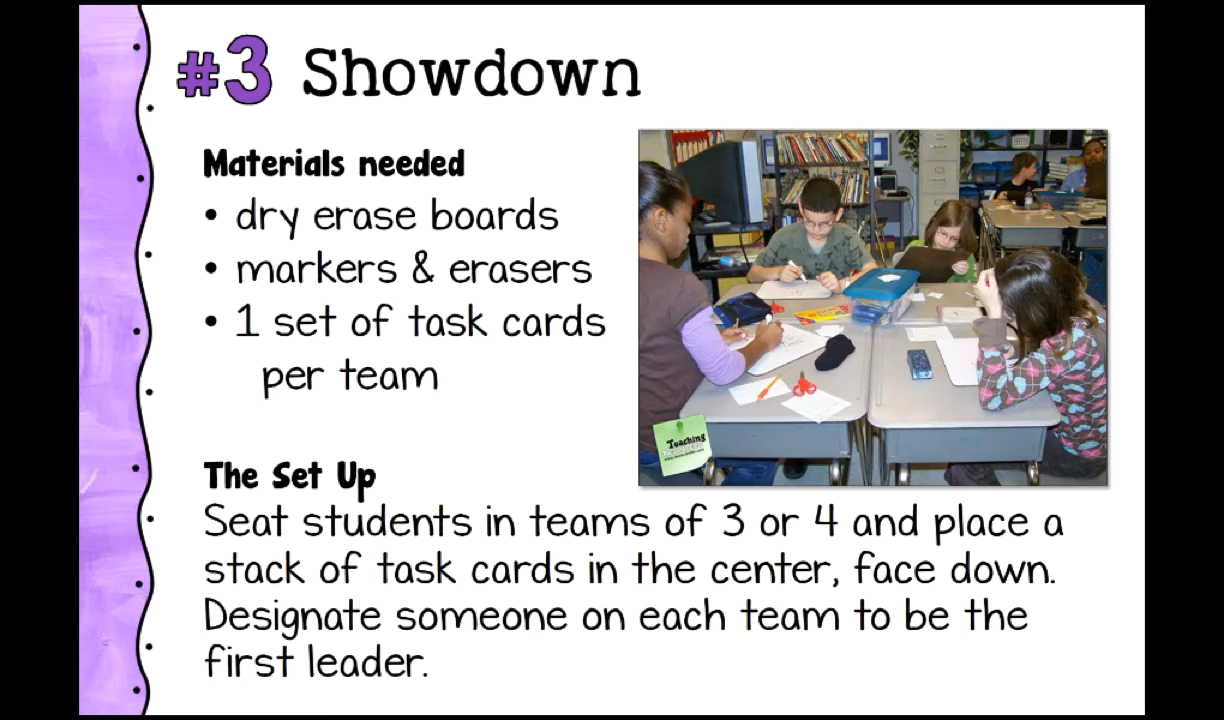 #3 Showdown
Materials needed
• dry erase boards
• markers & erasers
• 1 set of task cards
per team
Teaching
The Set Up
Seat students in teams of 3 or 4 and place a
stack of task cards in the center, face down.
Designate someone on each team to be the
first leader.